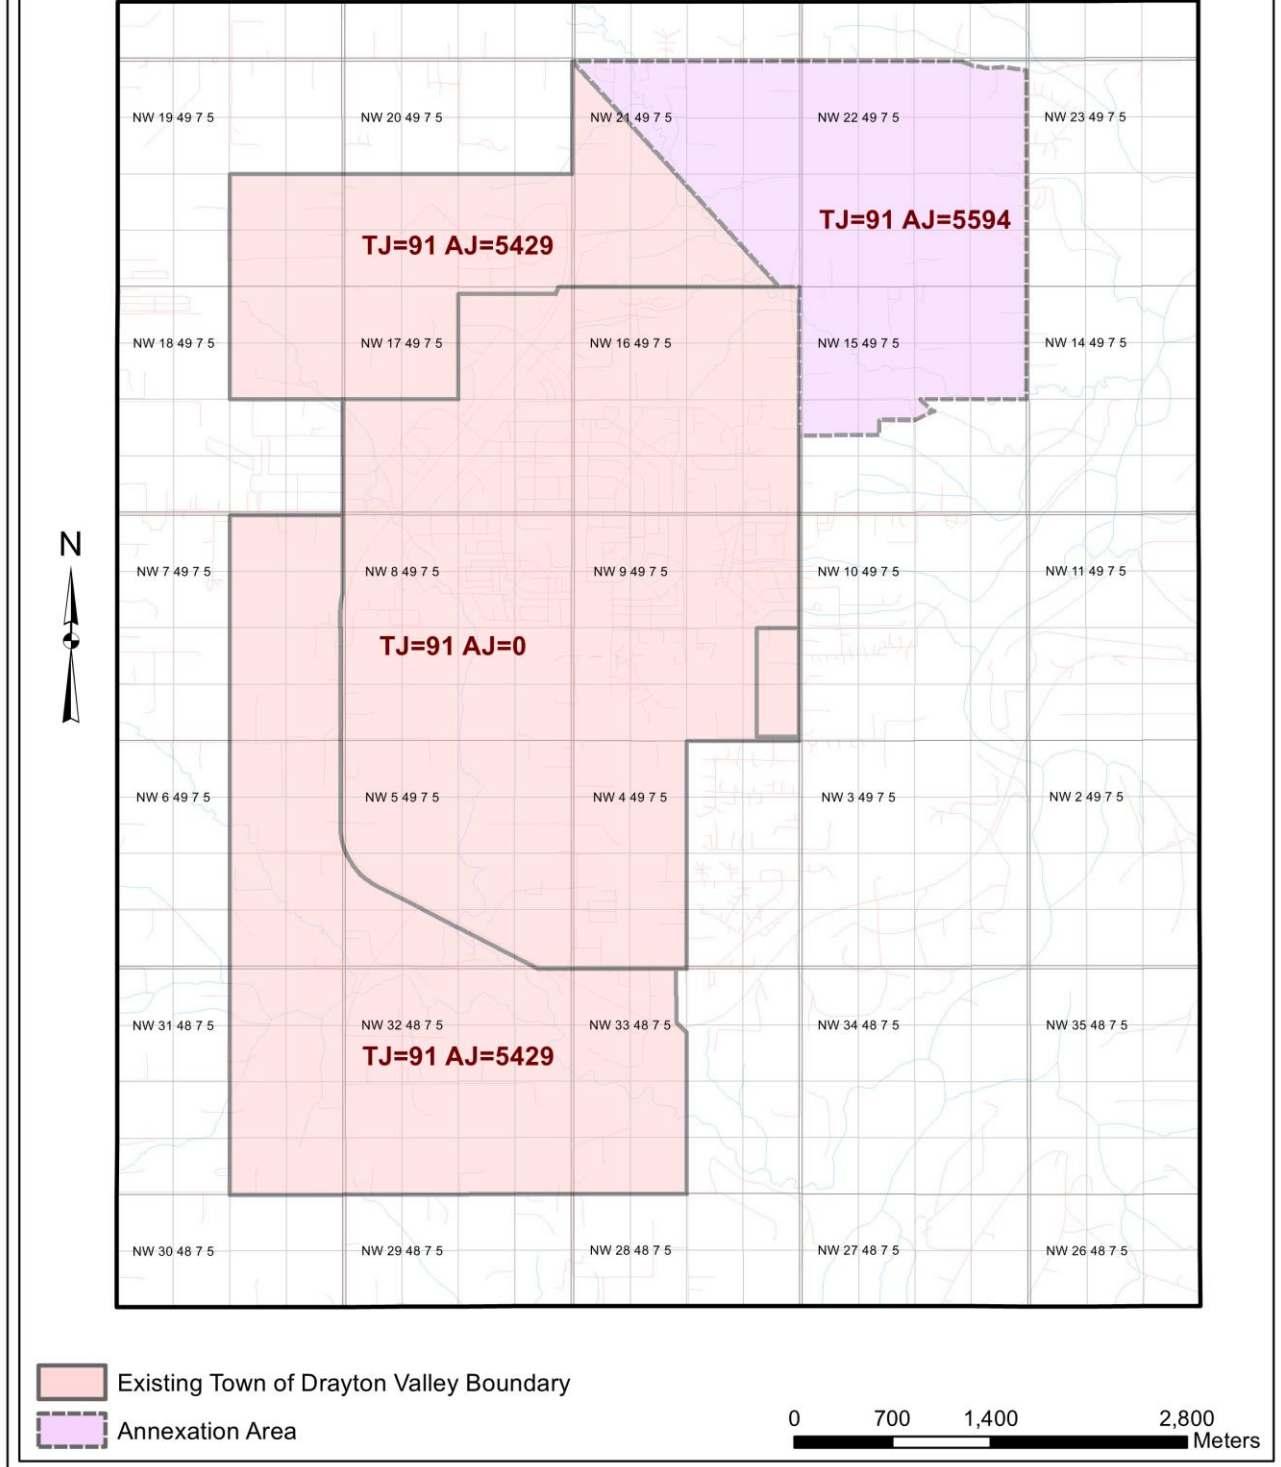 NW 19 49 7 5 NW 20 49 7 5 NW 21 49 7 5 NW 22 49 7 5 NW 23 49 7 5
TJ=91 AJ=5594
TJ=91 AJ=5429
NW 18 49 7 5 NW 17 49 7 5 NW 16 49 7 5 NW 15 49 7 5 NW 14 49 7 5
N
NW 7 49 7 5 NW 8 49 7 5 NW 9 49 7 5 NW 10 49 7 5 NW 11 49 7 5
TJ=91 AJ=0
NW 6 49 7 5 NW 5 49 7 5 NW 4 49 7 5 NW 3 49 7 5 NW 2 49 7 5
NW 31 48 7 5 NW 32 48 7 5 NW 33 48 7 5 NW 34 48 7 5 NW 35 48 7 5
TJ=91 AJ=5429
NW 30 48 7 5 NW 29 48 7 5 NW 28 48 7 5 NW 27 48 7 5 NW 26 48 7 5
Existing Town of Drayton Valley Boundary
Annexation Area
0 700 1,400 2,800
Meters